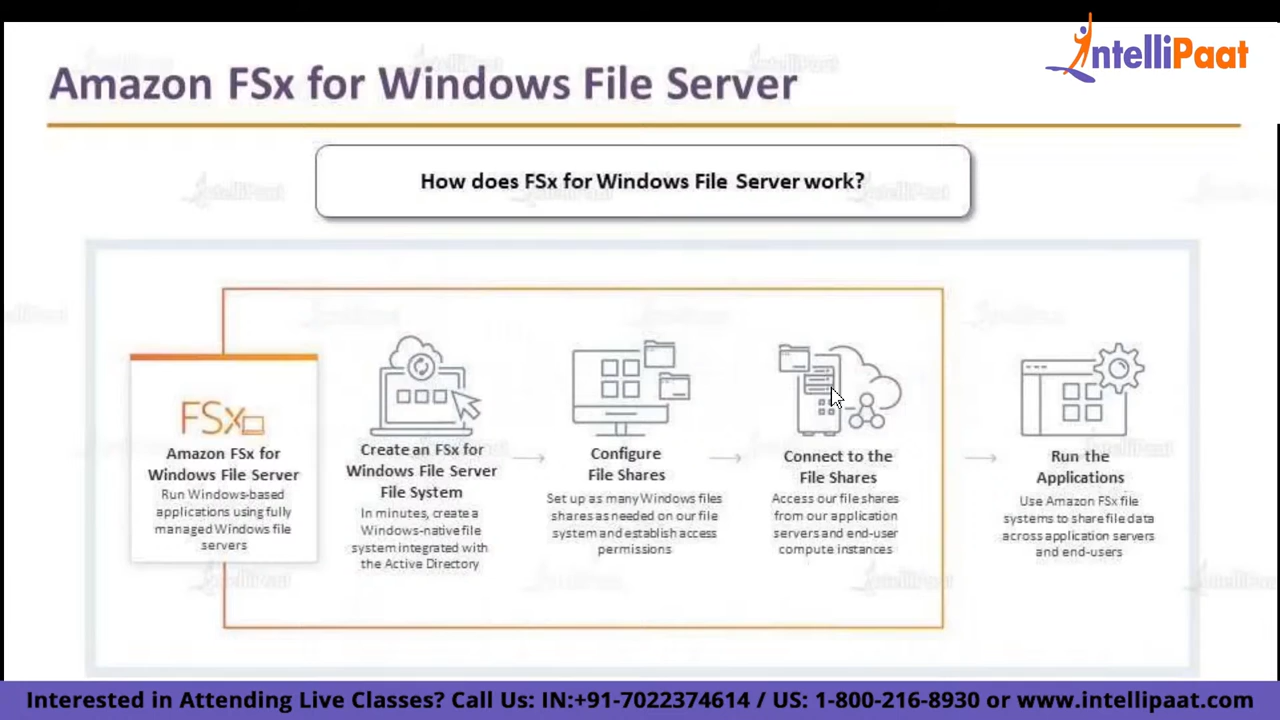 IntelliPaat
Amazon FSx for Windows File Server
How does FSx for Windows File Server work?
FSx
Amazon FSx for
Windows File Server
Run Windows-based
applications using fully
managed Windows file
servers
Create an FSx for
Windows File Server
File System
In minutes, create a
Windows-native file
system integrated with
the Active Directory
Configure
File Shares
Set up as many Windows files
shares as needed on our file
system and establish access
permissions
Connect to the
File Shares
Access our file shares
from our application
servers and end-user
compute instances
Run the
Applications
Use Amazon FSx file
systems to share file data
across application servers
and end-users
Interested in Attending Live Classes? Call Us: IN:+91-7022374614 / US: 1-800-216-8930 or www.intellipaat.com